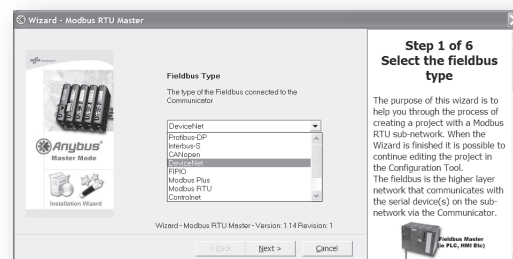 Wizard - Modbus RTU Master
Anybus®
Master Mode
Installation Wizard
Fieldbus Type
The type of the Fieldbus connected to the
Communicator
DeviceNet
Profibus-DP
Interbus-S
CANopen
DeviceNet
FIPIO
Modbus Plus
Modbus RTU
Controlnet
Wizard - Modbus RTU Master - Version: 1.14 Revision: 1
< Back
Next >
Cancel
Step 1 of 6
Select the fieldbus
type
The purpose of this wizard is to
help you through the process of
creating a project with a Modbus
RTU sub-network. When the
Wizard is finished it is possible to
continue editing the project in
the Configuration Tool.
The fieldbus is the higher layer
network that communicates with
the serial device(s) on the sub-
network via the Communicator.
Fieldbus Master
(ie PLC, HMI Etc)